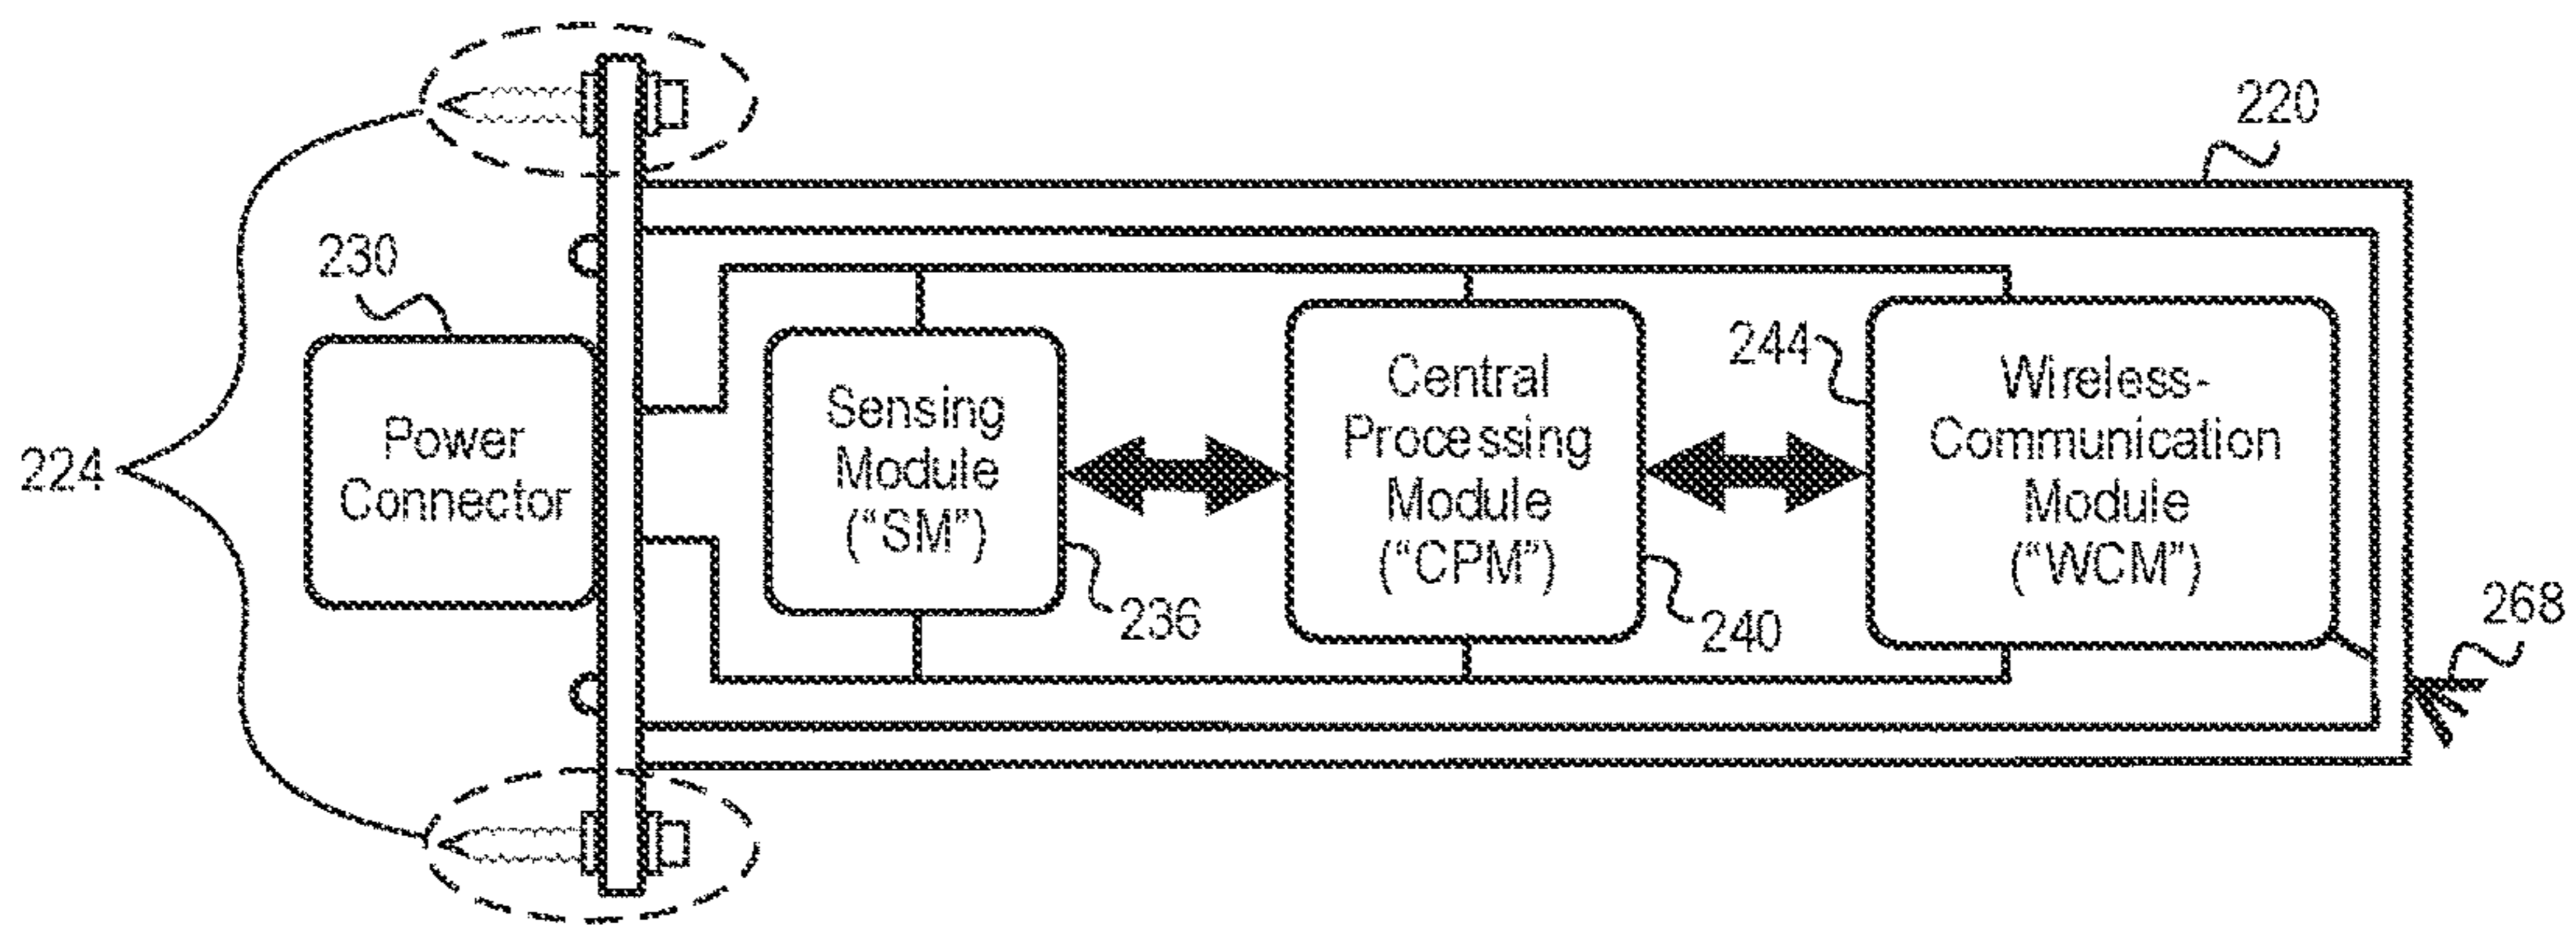 220
230
224
Power
Connector
Sensing
Module
("SM")
236
Central
Processing
Module
("CPM")
240
244
Wireless-
Communication
Module
("WCM")
268